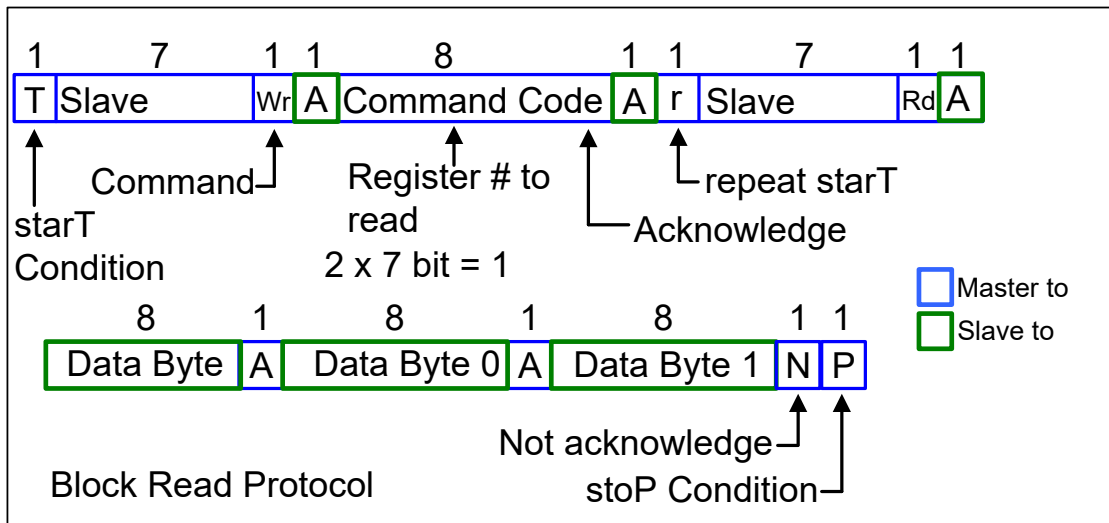 1 7 1 1 8 1 1 7 1 1
T Slave Wr A Command Code A r Slave Rd A
Command
Register # to
read
2 x 7 bit = 1
repeat starT
Acknowledge
starT
Condition
Master to
Slave to
8 1 8 1 8 1 1
Data Byte A Data Byte 0 A Data Byte 1 N P
Not acknowledge
stoP Condition
Block Read Protocol